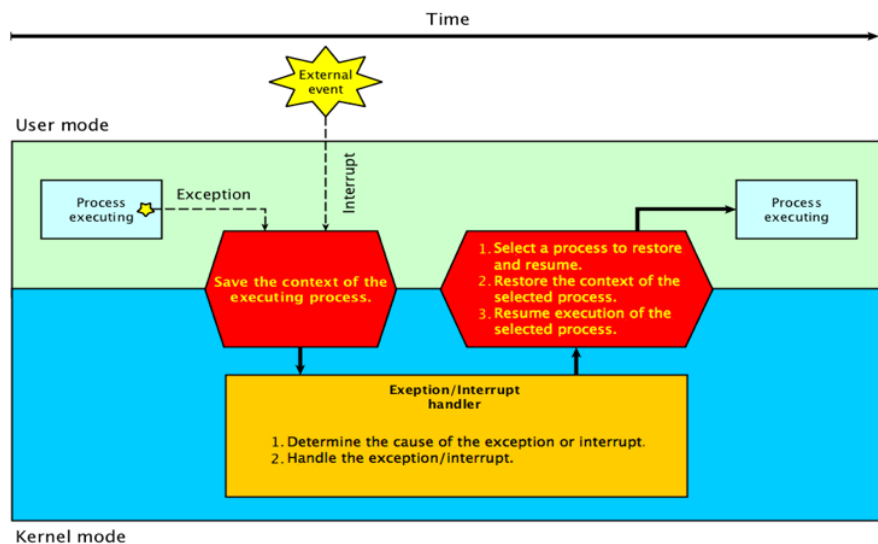 Time
External
event
User mode
Process
executing
Exception
Interrupt
Process
executing
Save the context of the
executing process.
1. Select a process to restore
and resume.
2. Restore the context of the
selected process.
3. Resume execution of the
selected process.
Exeption/Interrupt
handler
1. Determine the cause of the exception or interrupt.
2. Handle the exception/interrupt.
Kernel mode